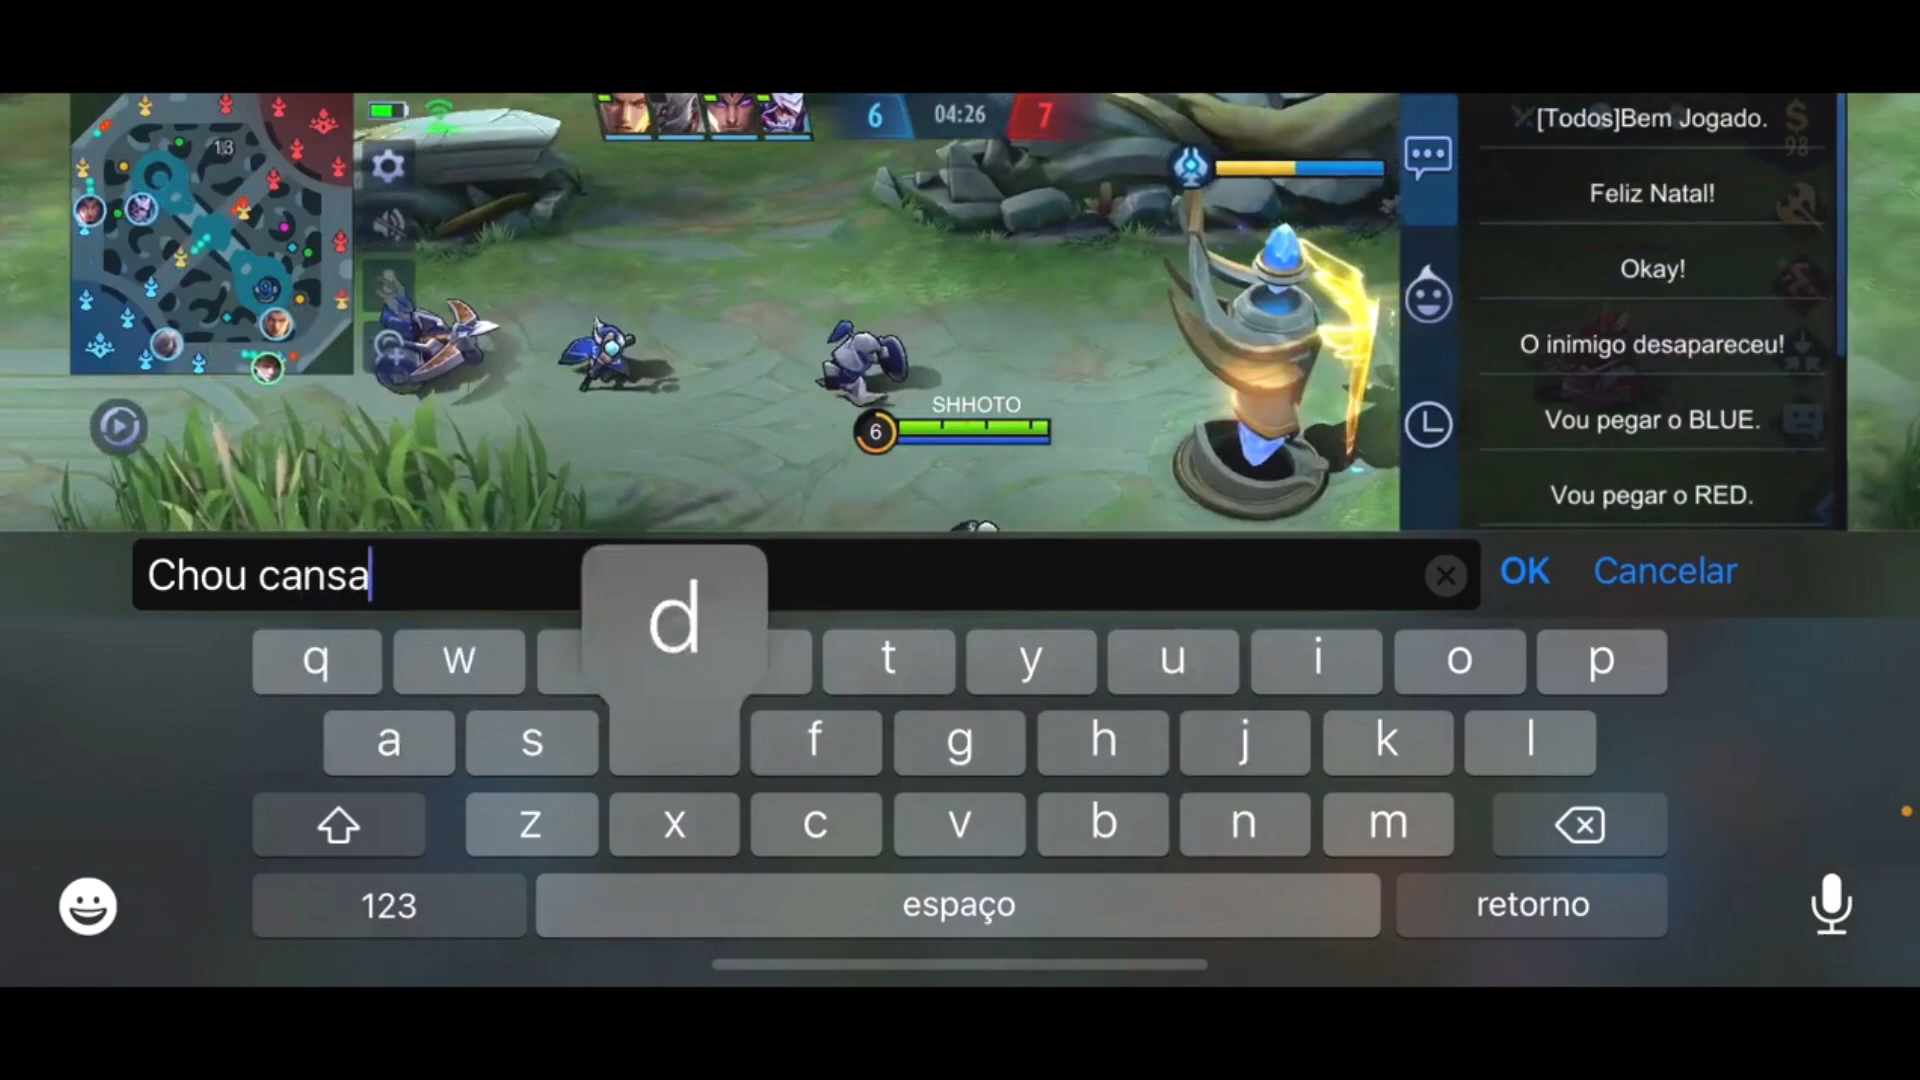 13
6 04:26 7
[Todos]Bem Jogado.
98
Feliz Natal!
Okay!
O inimigo desapareceu!
Vou pegar o BLUE.
Vou pegar o RED.
SHHOTO
6
Chou cansa
OK Cancelar
d
q w t y u i o p
a s f g h j k l
z x c v b n m
123 espaço retorno